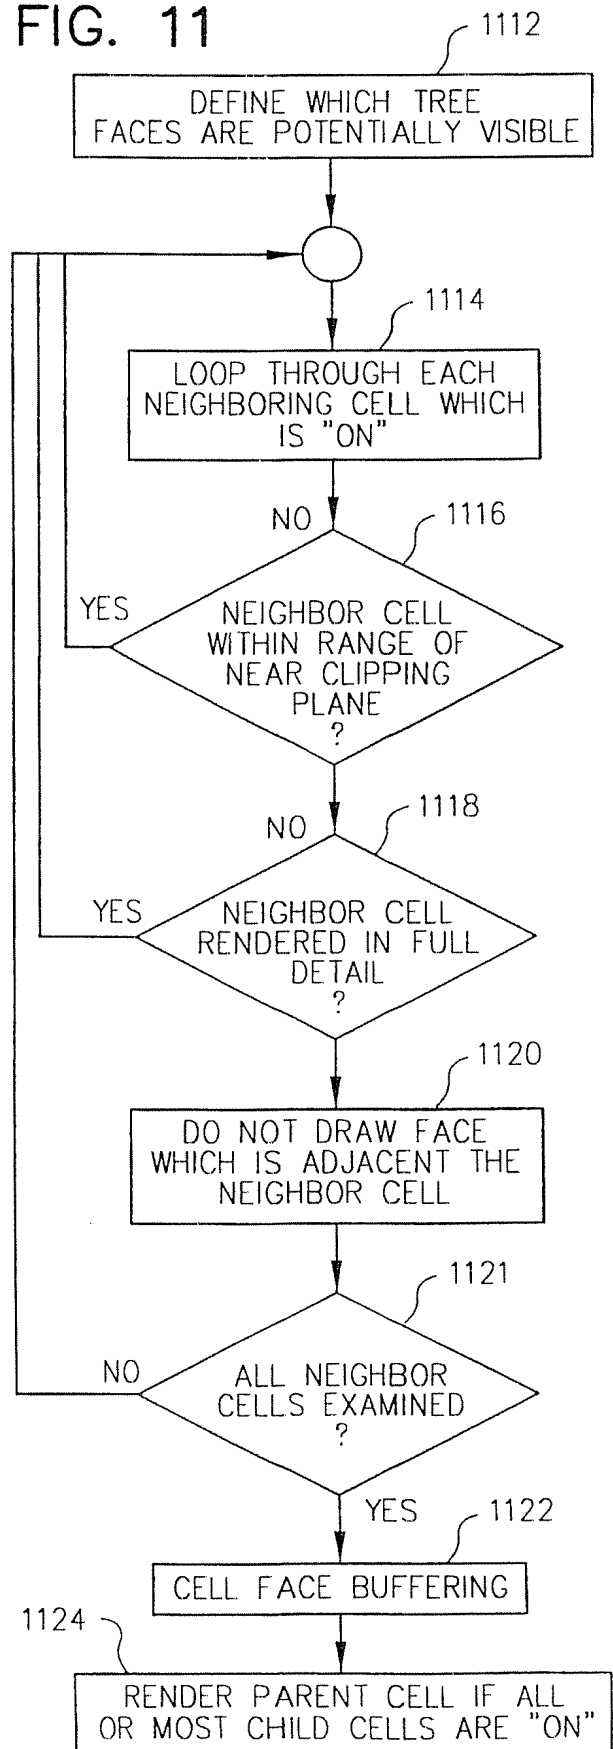 FIG. 11
1112
DEFINE WHICH TREE
FACES ARE POTENTIALLY VISIBLE
1114
LOOP THROUGH EACH
NEIGHBORING CELL WHICH
IS "ON"
NO
1116
YES
NEIGHBOR CELL
WITHIN RANGE OF
NEAR CLIPPING
PLANE
?
NO
1118
YES
NEIGHBOR CELL
RENDERED IN FULL
DETAIL
?
1120
DO NOT DRAW FACE
WHICH IS ADJACENT THE
NEIGHBOR CELL
1121
NO
ALL NEIGHBOR
CELLS EXAMINED
?
YES
1122
CELL FACE BUFFERING
1124
RENDER PARENT CELL IF ALL
OR MOST CHILD CELLS ARE "ON"